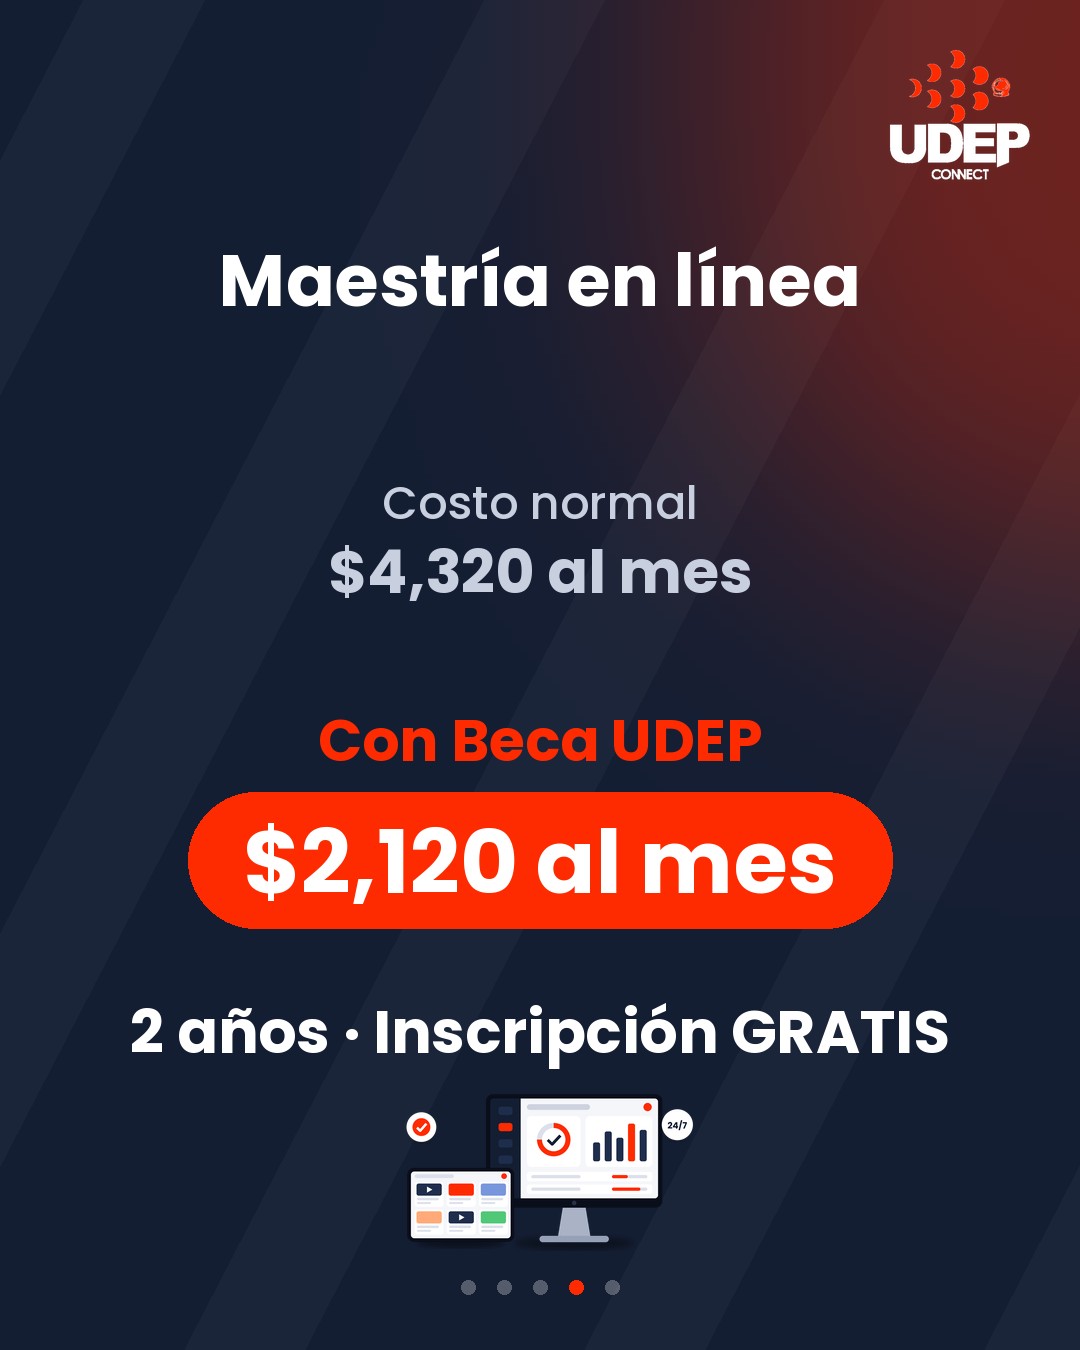 UDEP
CONNECT
Maestría en línea
Costo normal
$4,320 al mes
Con Beca UDEP
$2,120 al mes
2 años · Inscripción GRATIS
24/7